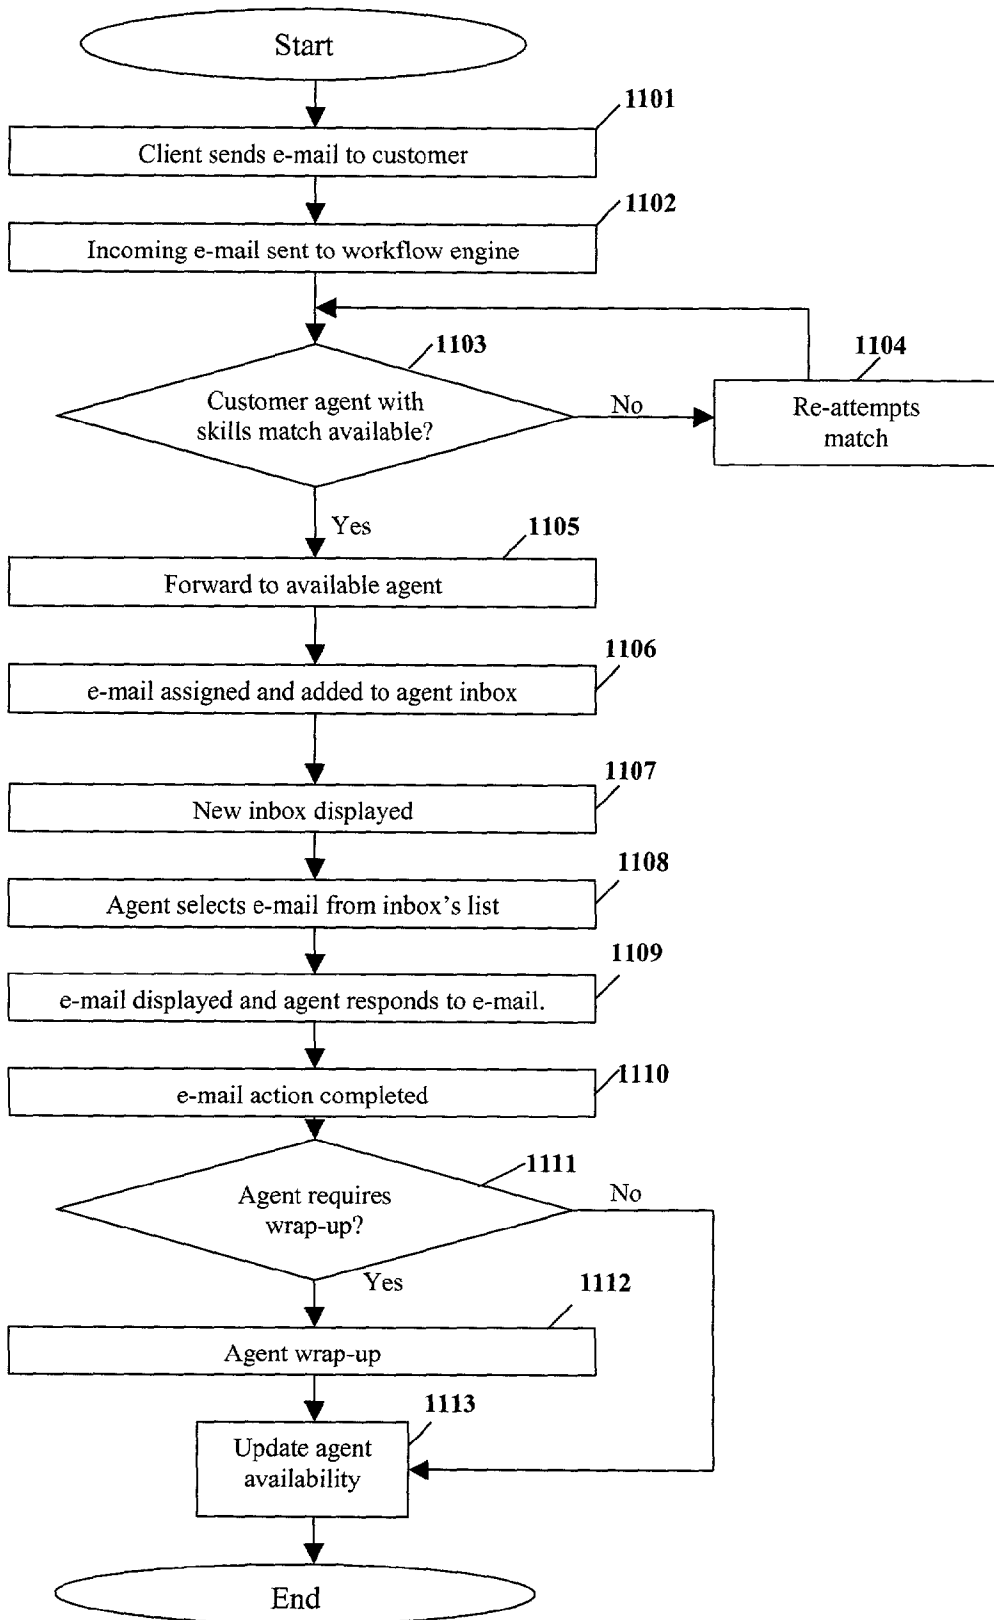 Start
1101
Client sends e-mail to customer
1102
Incoming e-mail sent to workflow engine
1103
Customer agent with
skills match available?
No
1104
Re-attempts
match
Yes
1105
Forward to available agent
1106
e-mail assigned and added to agent inbox
1107
New inbox displayed
1108
Agent selects e-mail from inbox's list
1109
e-mail displayed and agent responds to e-mail.
1110
e-mail action completed
1111
Agent requires
wrap-up?
No
Yes
1112
Agent wrap-up
1113
Update agent
availability
End